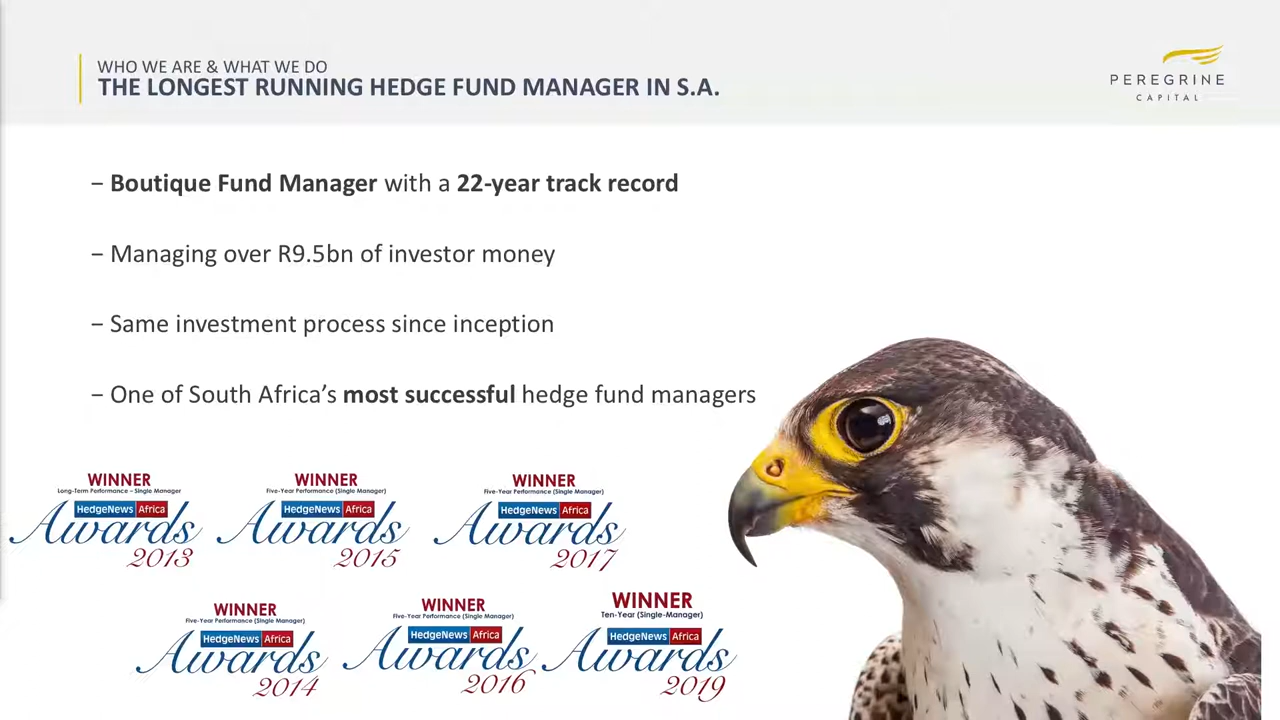 WHO WE ARE & WHAT WE DO
THE LONGEST RUNNING HEDGE FUND MANAGER IN S.A.
PEREGRINE
CAPITAL
– Boutique Fund Manager with a 22-year track record
– Managing over R9.5bn of investor money
– Same investment process since inception
– One of South Africa’s most successful hedge fund managers
WINNER
Long-Term Performance – Single Manager
HedgeNews Africa
Awards
2013
WINNER
Five-Year Performance (Single Manager)
HedgeNews Africa
Awards
2015
WINNER
Five-Year Performance (Single Manager)
HedgeNews Africa
Awards
2017
WINNER
Five-Year Performance (Single Manager)
HedgeNews Africa
Awards
2014
WINNER
Five-Year Performance (Single Manager)
HedgeNews Africa
Awards
2016
WINNER
Ten-Year (Single-Manager)
HedgeNews Africa
Awards
2019